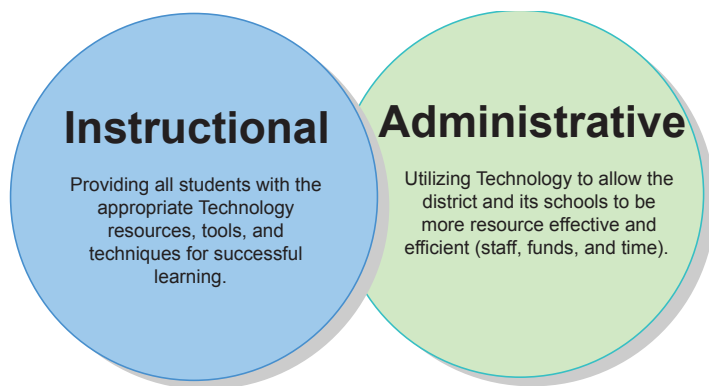 Instructional
Providing all students with the
appropriate Technology
resources, tools, and
techniques for successful
learning.
Administrative
Utilizing Technology to allow the
district and its schools to be
more resource effective and
efficient (staff, funds, and time).